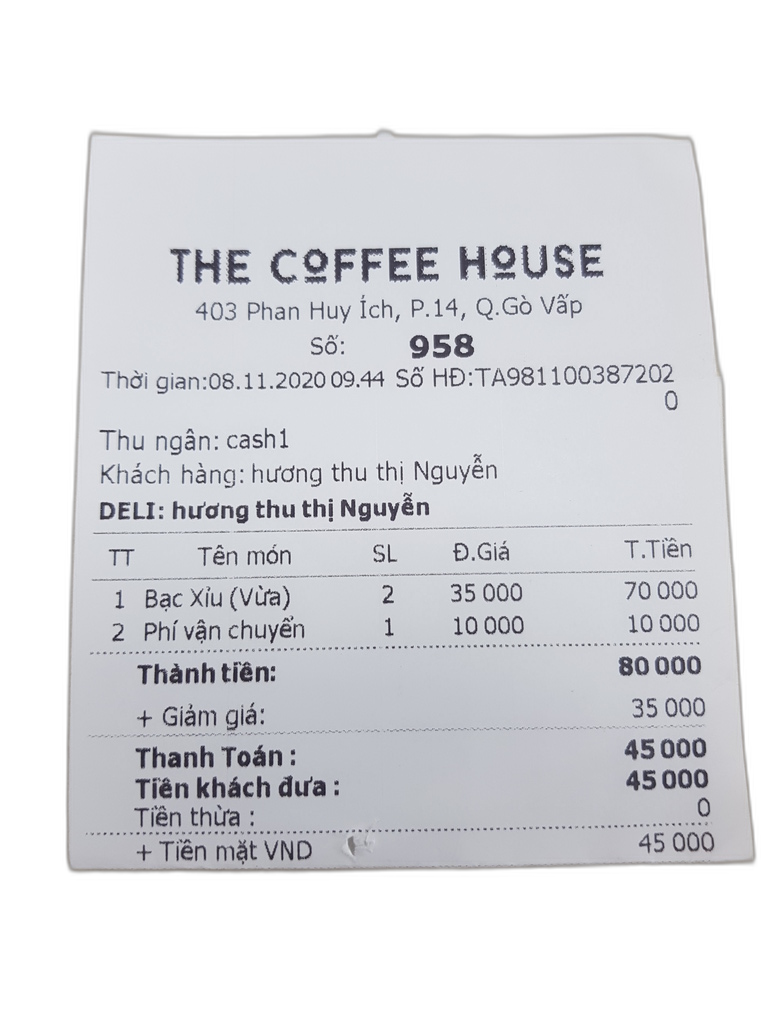 THE COFFEE HOUSE
403 Phan Huy Ích, P.14, Q.Gò Vấp
Số: 958
Thời gian:08.11.2020 09.44 Số HĐ:TA981100387202
0
Thu ngân: cash1
Khách hàng: hương thu thị Nguyễn
DELI: hương thu thị Nguyễn
TT Tên món SL Đ.Giá T.Tiền
1 Bạc Xỉu (Vừa) 2 35 000 70 000
2 Phí vận chuyển 1 10 000 10 000
Thành tiền: 80 000
+ Giảm giá: 35 000
Thanh Toán : 45 000
Tiền khách đưa : 45 000
Tiền thừa : 0
+ Tiền mặt VND 45 000